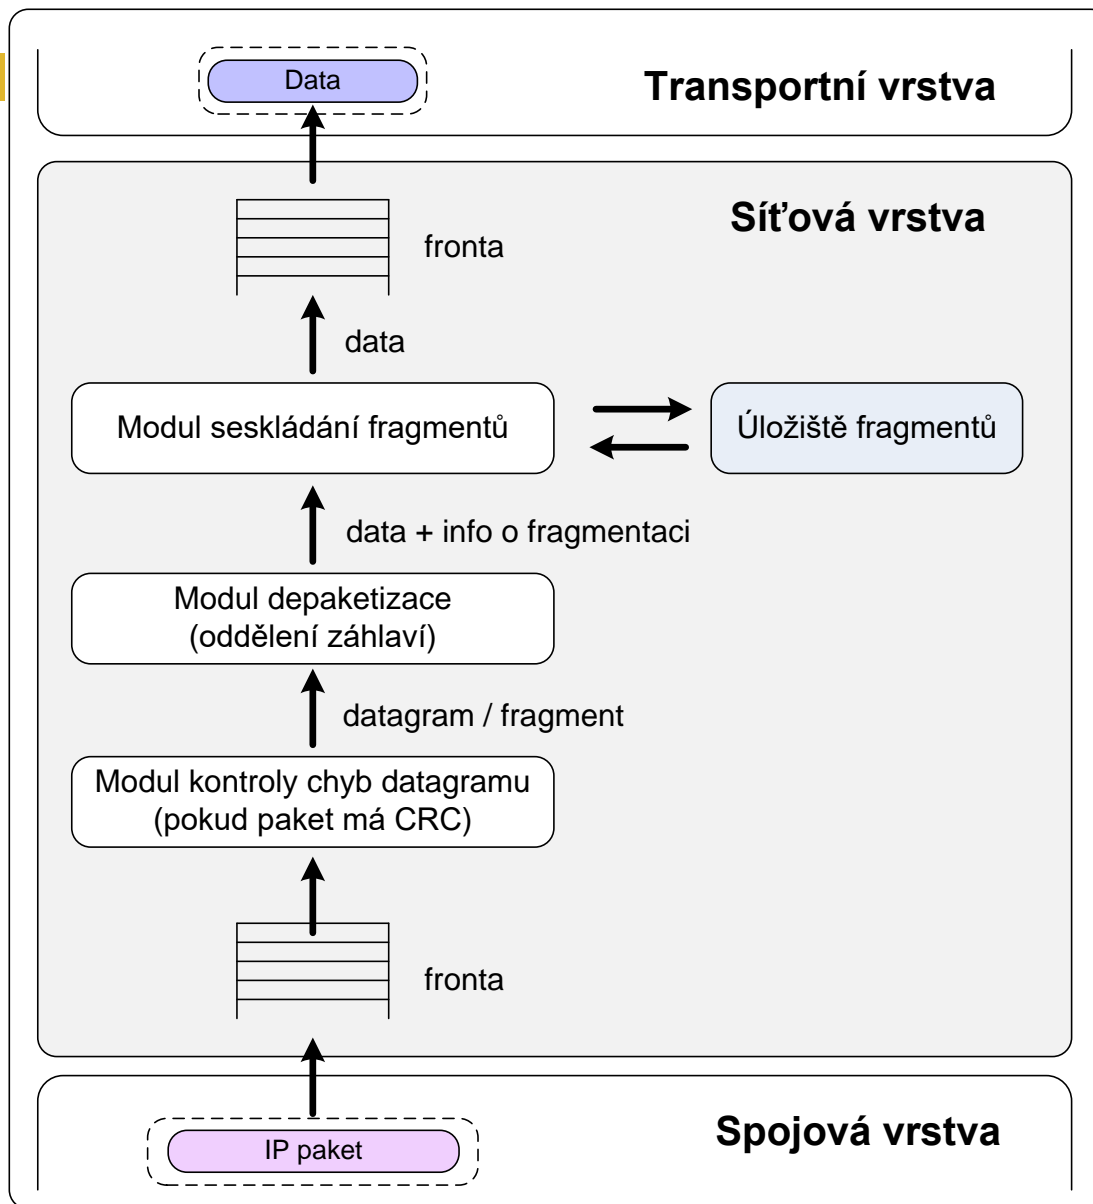 Data
Transportní vrstva
Síťová vrstva
fronta
data
Modul seskládání fragmentů
Úložiště fragmentů
data + info o fragmentaci
Modul depaketizace
(oddělení záhlaví)
datagram / fragment
Modul kontroly chyb datagramu
(pokud paket má CRC)
fronta
Spojová vrstva
IP paket